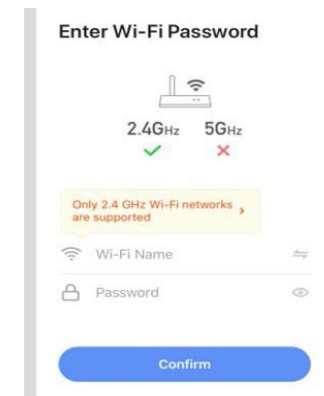 Enter Wi-Fi Password
2.4GHz 5GHz
Only 2.4 GHz Wi-Fi networks
are supported
Wi-Fi Name
Password
Confirm